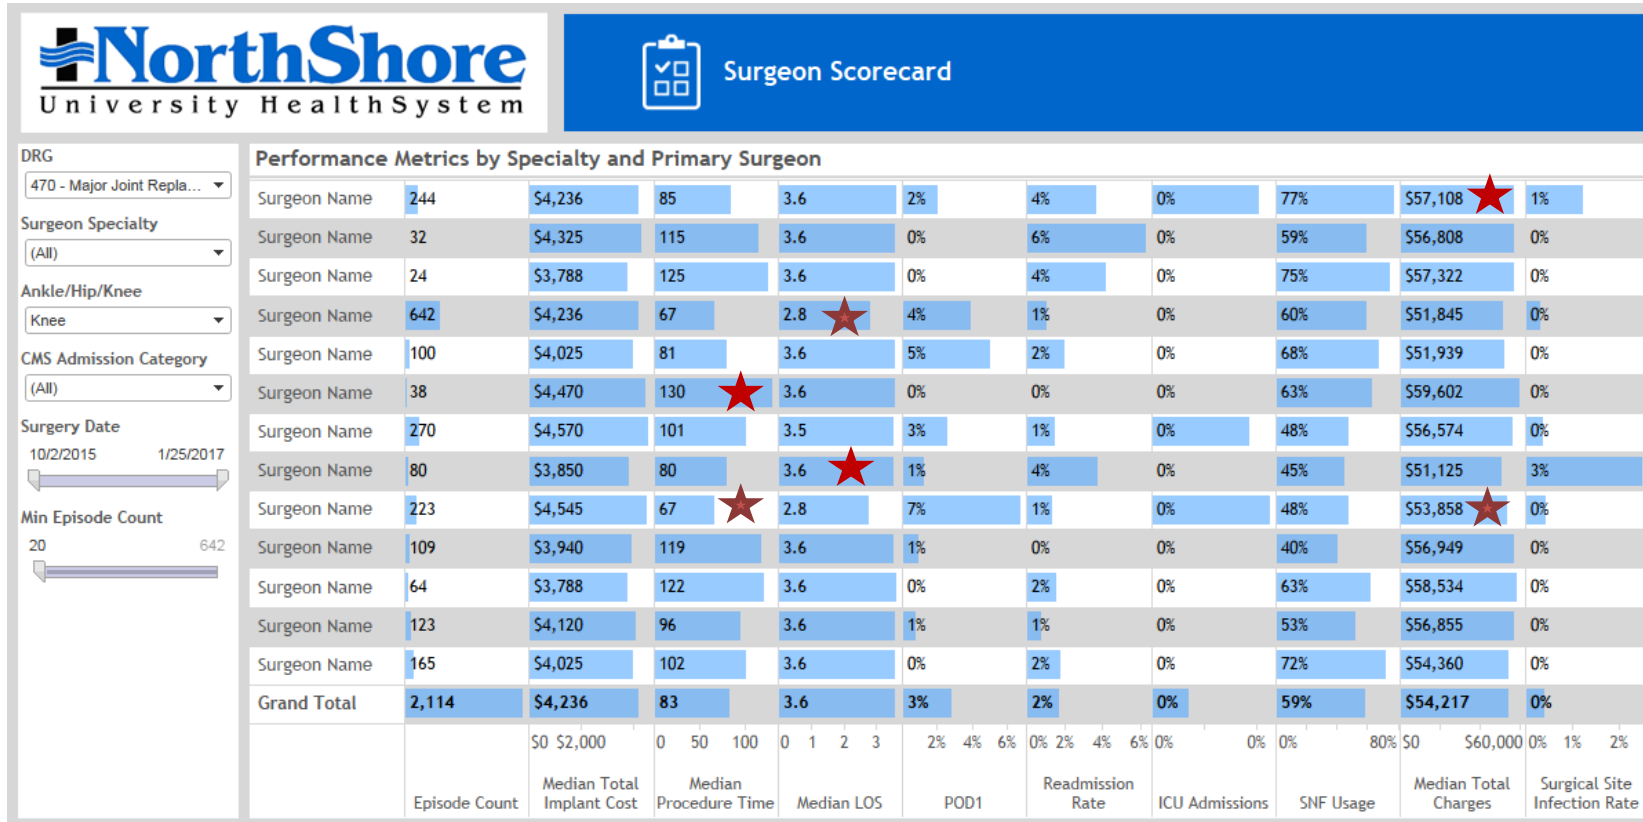 NorthShore
University HealthSystem
Surgeon Scorecard
DRG
470 - Major Joint Repla...
Surgeon Specialty
(All)
Ankle/Hip/Knee
Knee
CMS Admission Category
(All)
Surgery Date
10/2/2015 1/25/2017
Min Episode Count
20 642
Performance Metrics by Specialty and Primary Surgeon
Surgeon Name 244 $4,236 85 3.6 2% 4% 0% 77% $57,108 1%
Surgeon Name 32 $4,325 115 3.6 0% 6% 0% 59% $56,808 0%
Surgeon Name 24 $3,788 125 3.6 0% 4% 0% 75% $57,322 0%
Surgeon Name 642 $4,236 67 2.8 4% 1% 0% 60% $51,845 0%
Surgeon Name 100 $4,025 81 3.6 5% 2% 0% 68% $51,939 0%
Surgeon Name 38 $4,470 130 3.6 0% 0% 0% 63% $59,602 0%
Surgeon Name 270 $4,570 101 3.5 3% 1% 0% 48% $56,574 0%
Surgeon Name 80 $3,850 80 3.6 1% 4% 0% 45% $51,125 3%
Surgeon Name 223 $4,545 67 2.8 7% 1% 0% 48% $53,858 0%
Surgeon Name 109 $3,940 119 3.6 1% 0% 0% 40% $56,949 0%
Surgeon Name 64 $3,788 122 3.6 0% 2% 0% 63% $58,534 0%
Surgeon Name 123 $4,120 96 3.6 1% 1% 0% 53% $56,855 0%
Surgeon Name 165 $4,025 102 3.6 0% 2% 0% 72% $54,360 0%
Grand Total 2,114 $4,236 83 3.6 3% 2% 0% 59% $54,217 0%
$0 $2,000 0 50 100 0 1 2 3 2% 4% 6% 0% 2% 4% 6% 0% 0% 0% 80% $0 $60,000 0% 1% 2%
Episode Count
Median Total
Implant Cost
Median
Procedure Time
Median LOS
POD1
Readmission
Rate
ICU Admissions
SNF Usage
Median Total
Charges
Surgical Site
Infection Rate